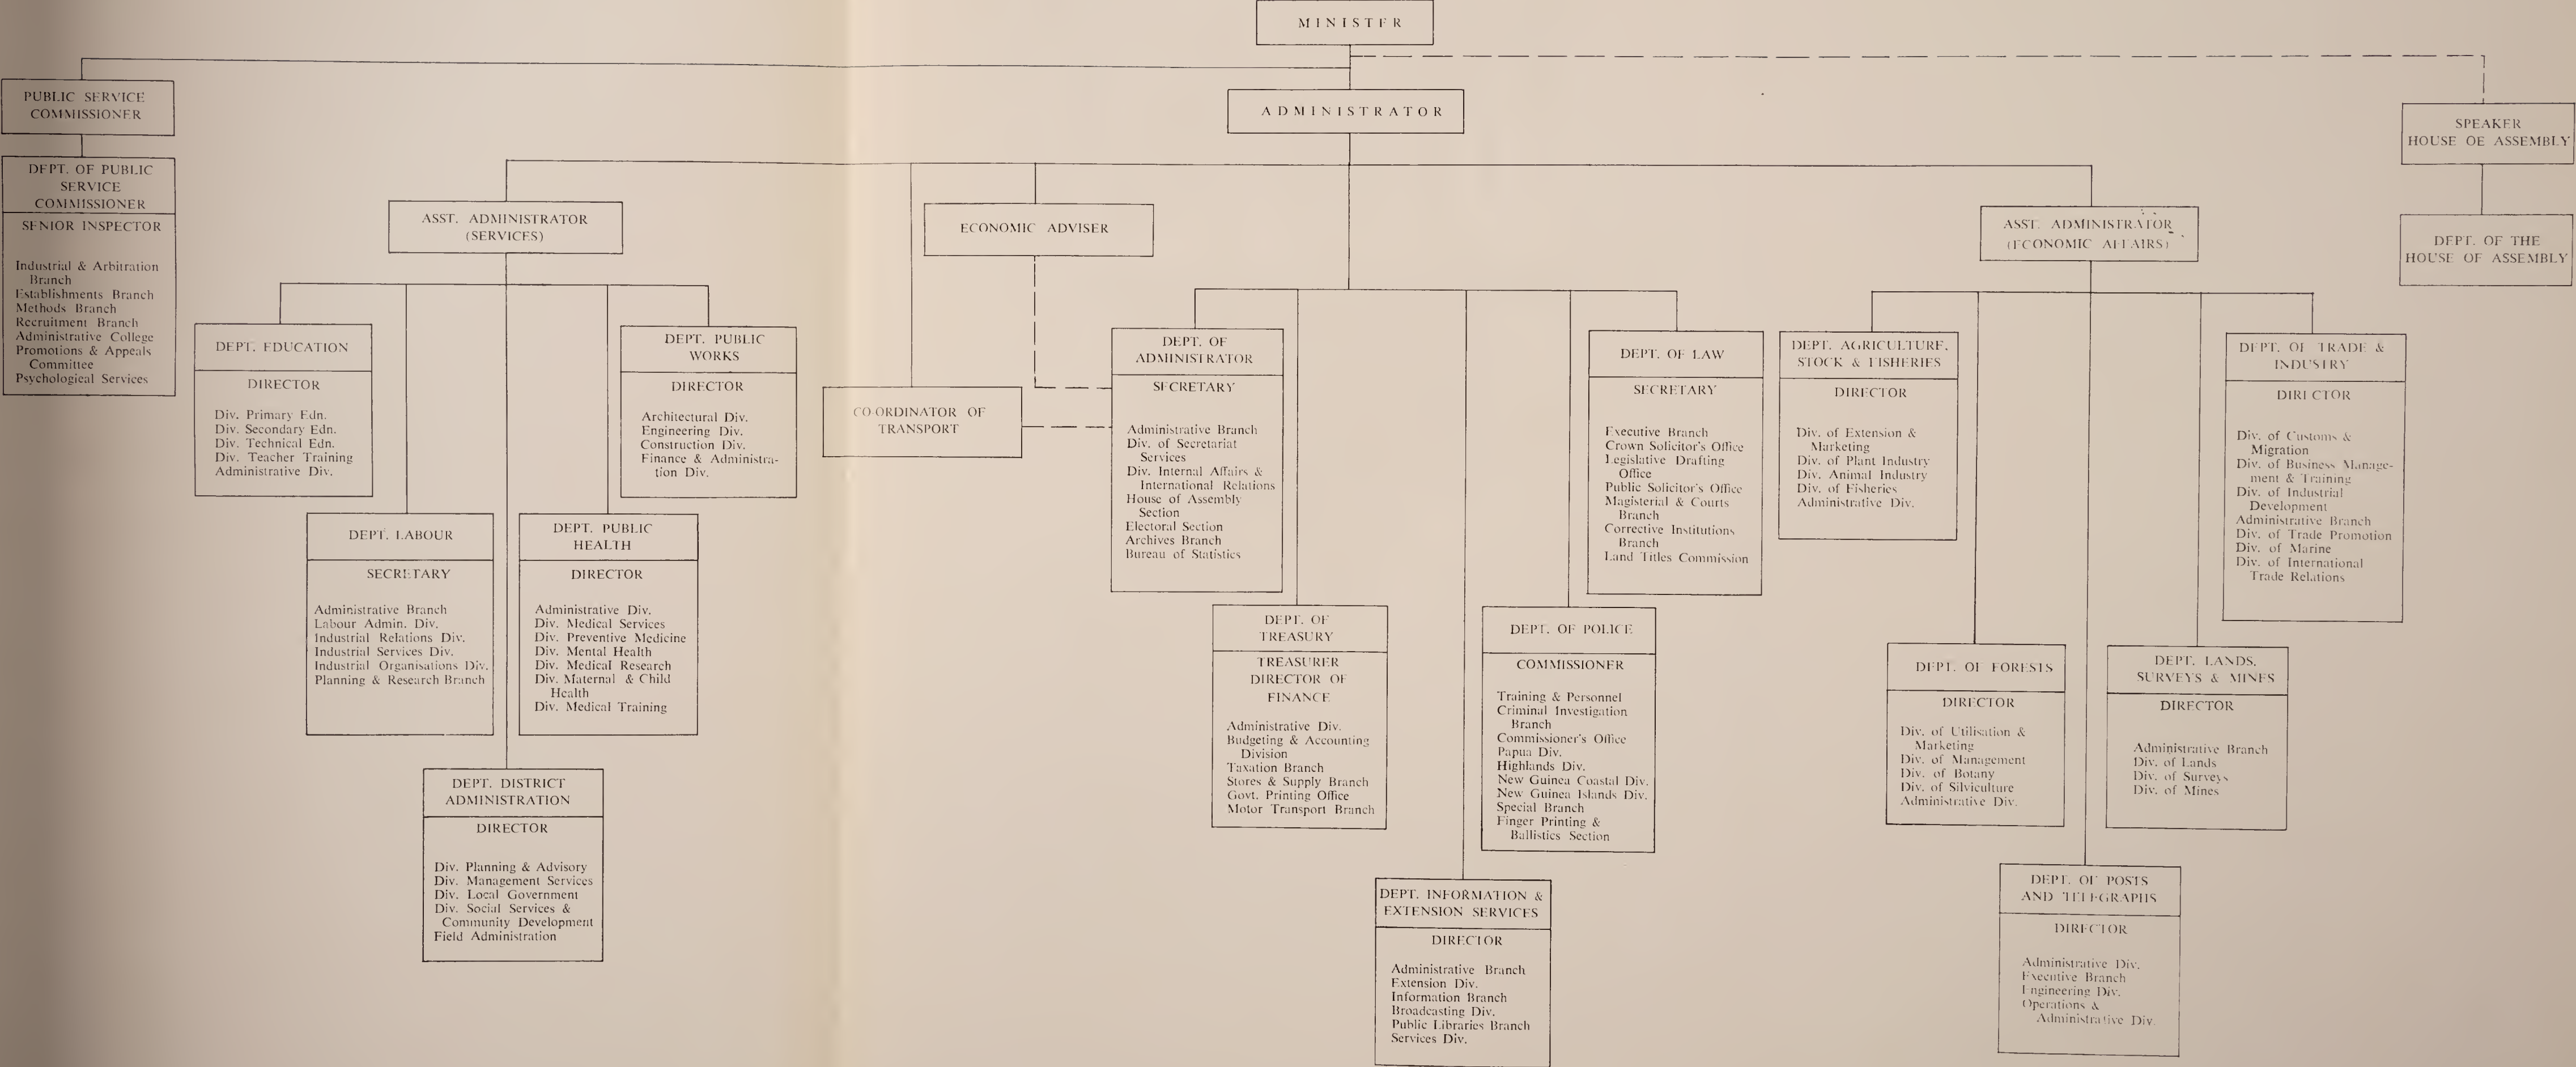 MINISTER
ADMINISTRATOR
PUBLIC SERVICE
COMMISSIONER
DEPT. OF PUBLIC
SERVICE
COMMISSIONER
SENIOR INSPECTOR
Industrial & Arbitration
Branch
Establishments Branch
Methods Branch
Recruitment Branch
Administrative College
Promotions & Appeals
Committee
Psychological Services
SPEAKER
HOUSE OF ASSEMBLY
DEPT. OF THE
HOUSE OF ASSEMBLY
ASST. ADMINISTRATOR
(SERVICES)
ECONOMIC ADVISER
ASST. ADMINISTRATOR
(ECONOMIC AFFAIRS)
DEPT. EDUCATION
DIRECTOR
Div. Primary Edn.
Div. Secondary Edn.
Div. Technical Edn.
Div. Teacher Training
Administrative Div.
DEPT. PUBLIC
WORKS
DIRECTOR
Architectural Div.
Engineering Div.
Construction Div.
Finance & Administra-
tion Div.
DEPT. LABOUR
SECRETARY
Administrative Branch
Labour Admin. Div.
Industrial Relations Div.
Industrial Services Div.
Industrial Organisations Div.
Planning & Research Branch
DEPT. PUBLIC
HEALTH
DIRECTOR
Administrative Div.
Div. Medical Services
Div. Preventive Medicine
Div. Mental Health
Div. Medical Research
Div. Maternal & Child
Health
Div. Medical Training
DEPT. DISTRICT
ADMINISTRATION
DIRECTOR
Div. Planning & Advisory
Div. Management Services
Div. Local Government
Div. Social Services &
Community Development
Field Administration
CO-ORDINATOR OF
TRANSPORT
DEPT. OF
ADMINISTRATOR
SECRETARY
Administrative Branch
Div. of Secretariat
Services
Div. Internal Affairs &
International Relations
House of Assembly
Section
Electoral Section
Archives Branch
Bureau of Statistics
DEPT. OF LAW
SECRETARY
Executive Branch
Crown Solicitor's Office
Legislative Drafting
Office
Public Solicitor's Office
Magisterial & Courts
Branch
Corrective Institutions
Branch
Land Titles Commission
DEPT. OF
TREASURY
TREASURER
DIRECTOR OF
FINANCE
Administrative Div.
Budgeting & Accounting
Division
Taxation Branch
Stores & Supply Branch
Govt. Printing Office
Motor Transport Branch
DEPT. OF POLICE
COMMISSIONER
Training & Personnel
Criminal Investigation
Branch
Commissioner's Office
Papua Div.
Highlands Div.
New Guinea Coastal Div.
New Guinea Islands Div.
Special Branch
Finger Printing &
Ballistics Section
DEPT. INFORMATION &
EXTENSION SERVICES
DIRECTOR
Administrative Branch
Extension Div.
Information Branch
Broadcasting Div.
Public Libraries Branch
Services Div.
DEPT. AGRICULTURE,
STOCK & FISHERIES
DIRECTOR
Div. of Extension &
Marketing
Div. of Plant Industry
Div. Animal Industry
Div. of Fisheries
Administrative Div.
DEPT. OF TRADE &
INDUSTRY
DIRECTOR
Div. of Customs &
Migration
Div. of Business Manage-
ment & Training
Div. of Industrial
Development
Administrative Branch
Div. of Trade Promotion
Div. of Marine
Div. of International
Trade Relations
DEPT. OF FORESTS
DIRECTOR
Div. of Utilisation &
Marketing
Div. of Management
Div. of Botany
Div. of Silviculture
Administrative Div.
DEPT. LANDS,
SURVEYS & MINES
DIRECTOR
Administrative Branch
Div. of Lands
Div. of Surveys
Div. of Mines
DEPT. OF POSTS
AND TELEGRAPHS
DIRECTOR
Administrative Div.
Executive Branch
Engineering Div.
Operations &
Administrative Div.